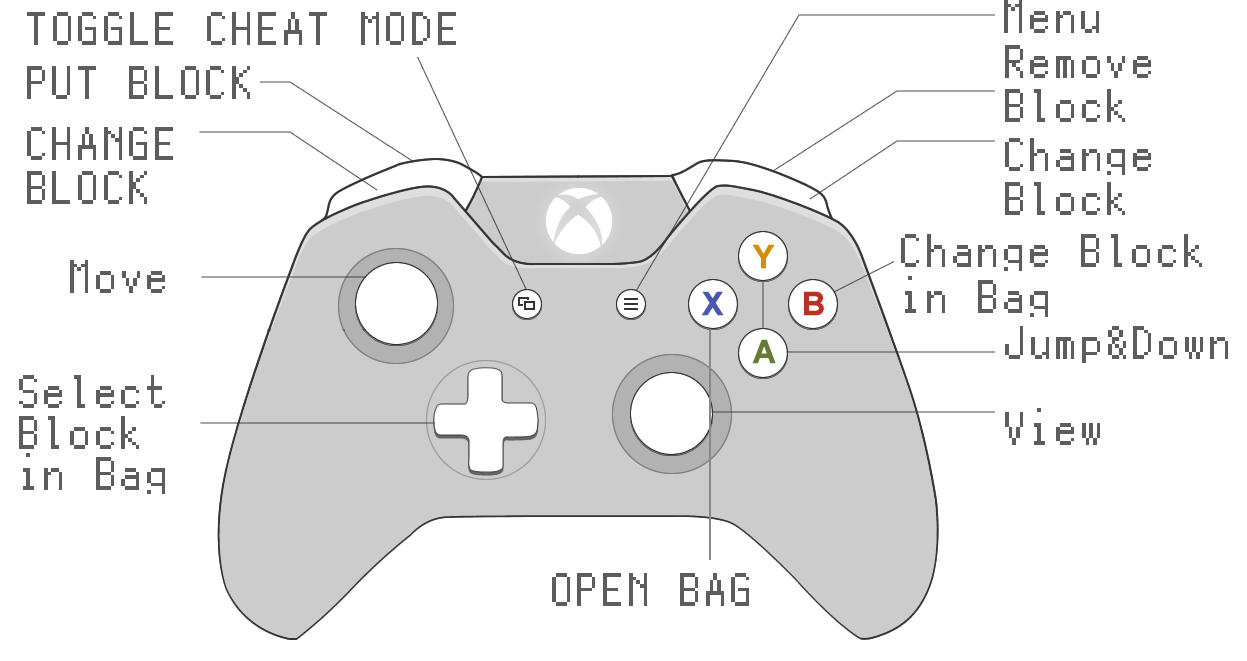 TOGGLE CHEAT MODE
PUT BLOCK
CHANGE
BLOCK
Move
Select
Block
in Bag
Menu
Remove
Block
Change
Block
Change Block
in Bag
Jump&Down
View
OPEN BAG
Y
X
B
A